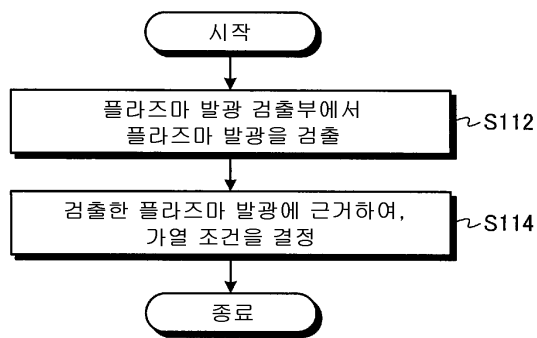 시작
플라즈마 발광 검출부에서
플라즈마 발광을 검출
S112
검출한 플라즈마 발광에 근거하여,
가열 조건을 결정
S114
종료